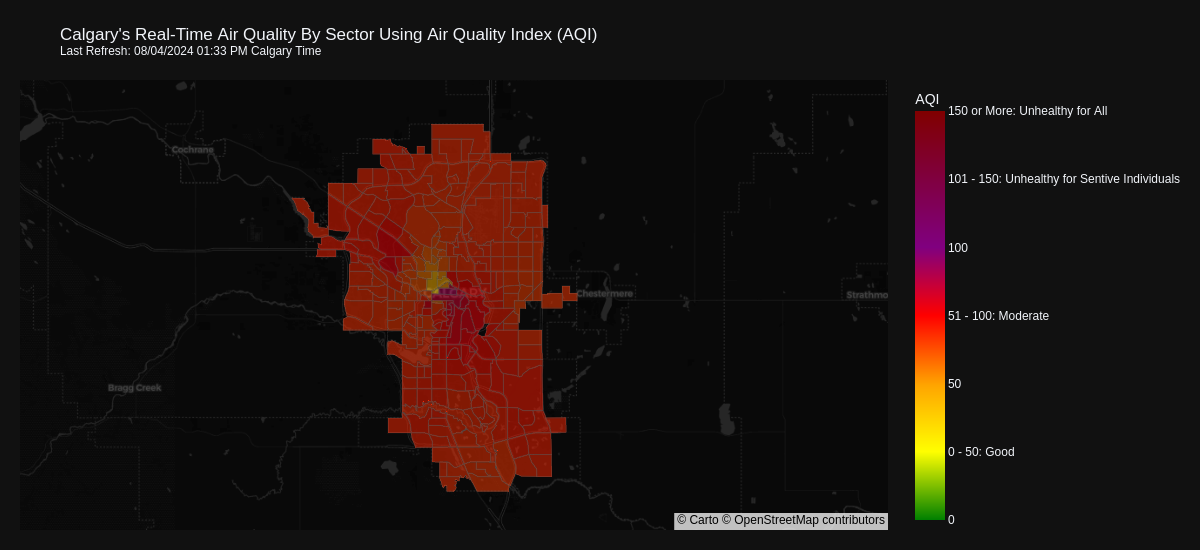 Calgary's Real-Time Air Quality By Sector Using Air Quality Index (AQI)
Last Refresh: 08/04/2024 01:33 PM Calgary Time
AQI
150 or More: Unhealthy for All
Cochrane
101 - 150: Unhealthy for Sentive Individuals
100
CALGARY
Chestermere
Strathmo
51 - 100: Moderate
50
Bragg Creek
0 - 50: Good
0
© Carto © OpenStreetMap contributors